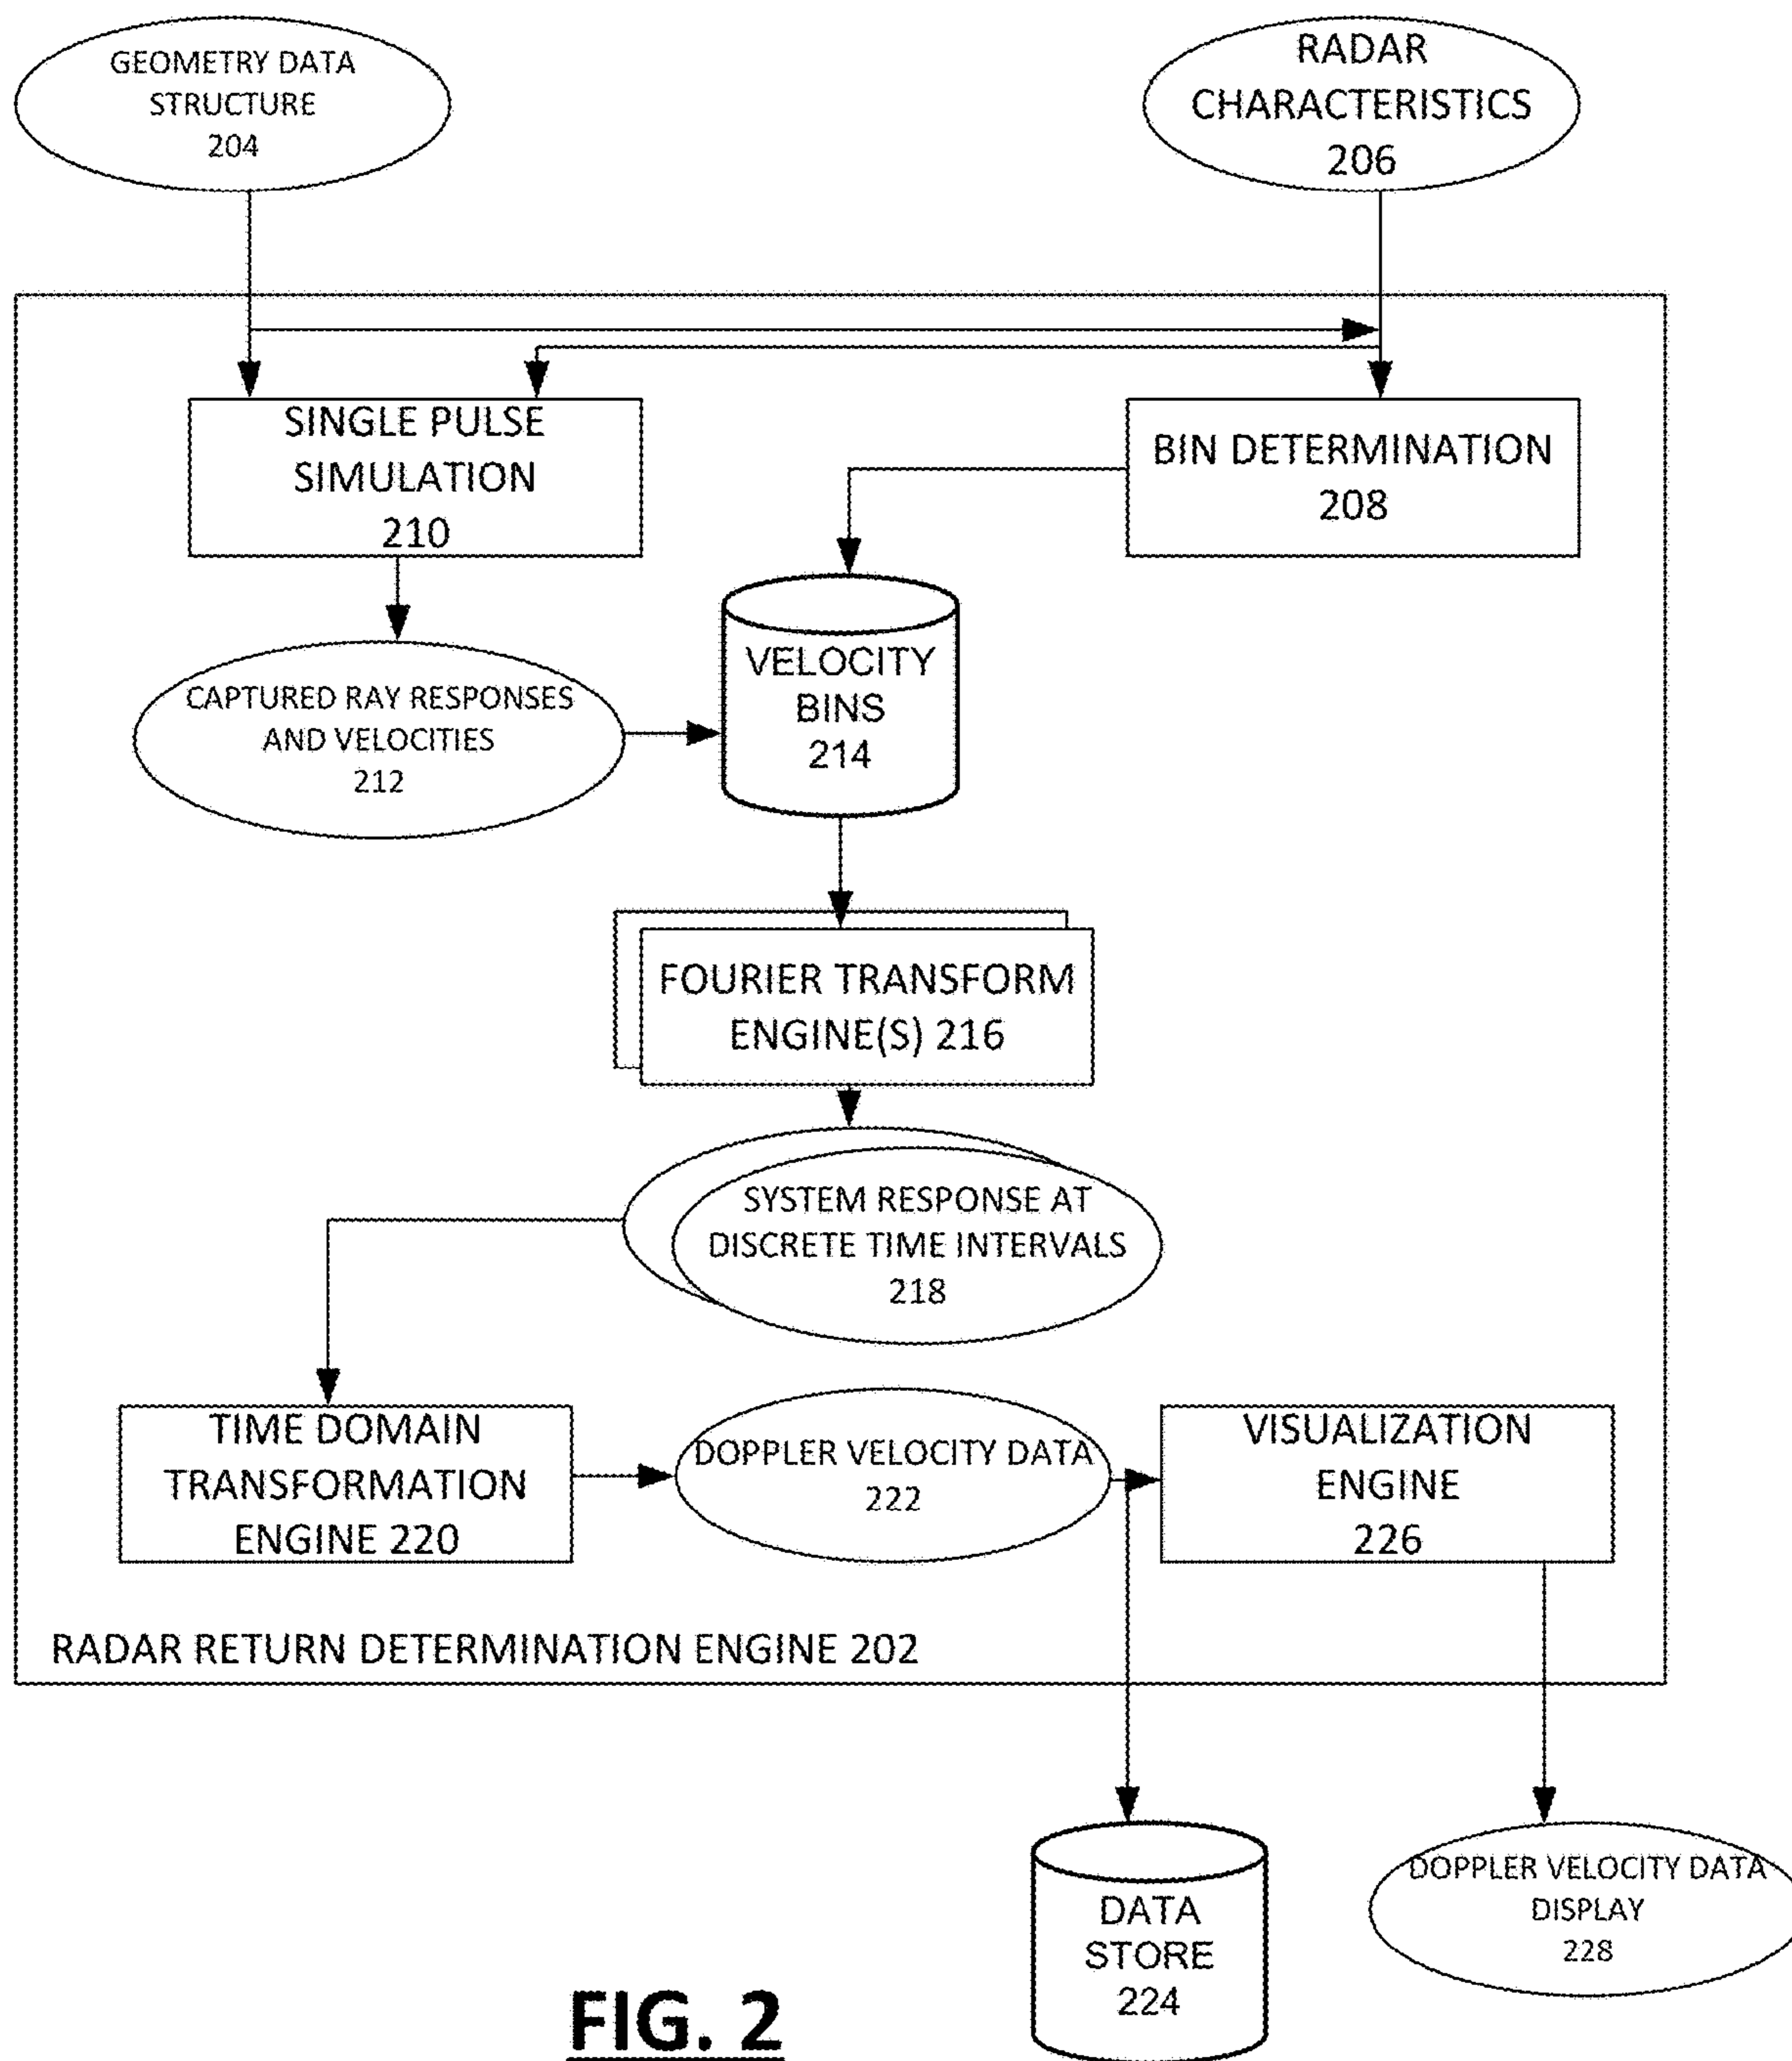 GEOMETRY DATA
STRUCTURE
204
RADAR
CHARACTERISTICS
206
SINGLE PULSE
SIMULATION
210
BIN DETERMINATION
208
CAPTURED RAY RESPONSES
AND VELOCITIES
212
VELOCITY
BINS
214
FOURIER TRANSFORM
ENGINE(S) 216
SYSTEM RESPONSE AT
DISCRETE TIME INTERVALS
218
TIME DOMAIN
TRANSFORMATION
ENGINE 220
DOPPLER VELOCITY DATA
222
VISUALIZATION
ENGINE
226
RADAR RETURN DETERMINATION ENGINE 202
DATA
STORE
224
DOPPLER VELOCITY DATA
DISPLAY
228
FIG. 2